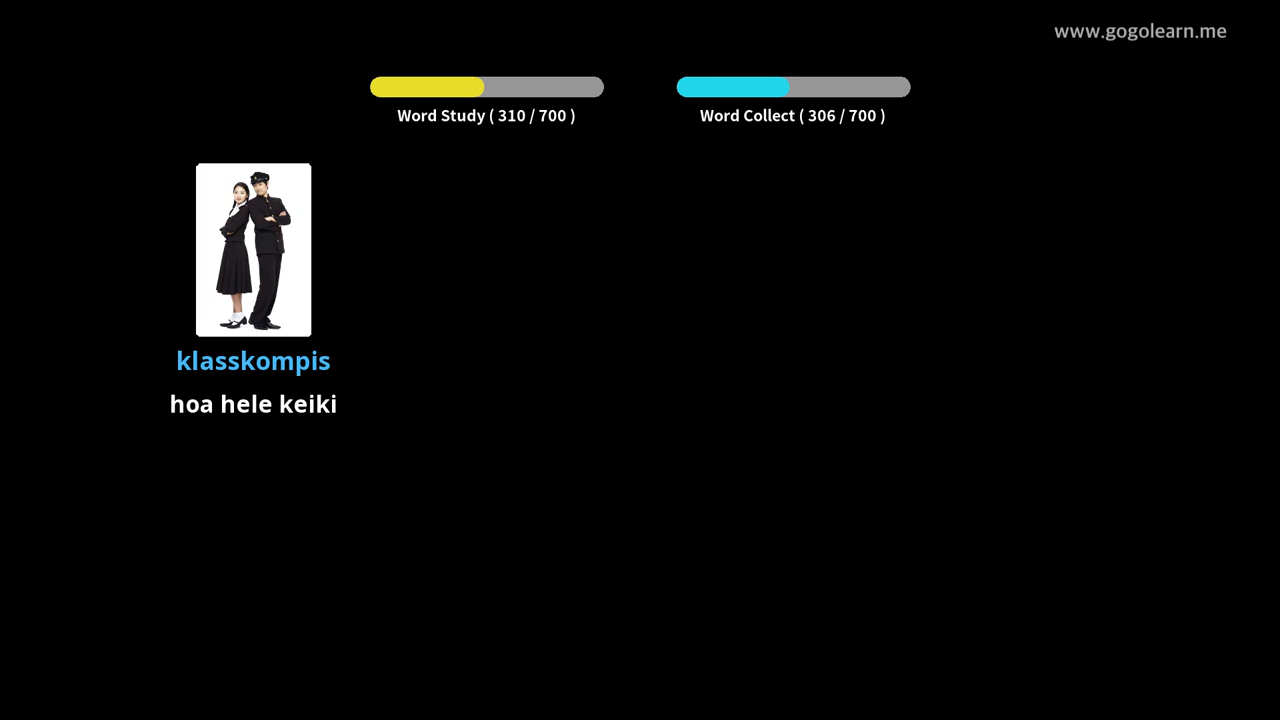 www.gogolearn.me
Word Study ( 310 / 700 )
Word Collect ( 306 / 700 )
klasskompis
hoa hele keiki